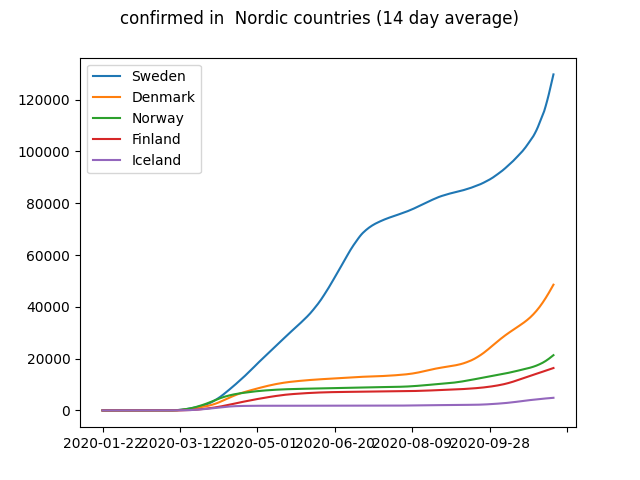 confirmed in  Nordic countries (14 day average)
Sweden
Denmark
Norway
Finland
Iceland
120000
100000
80000
60000
40000
20000
0
2020-01-22 2020-03-12 2020-05-01 2020-06-20 2020-08-09 2020-09-28